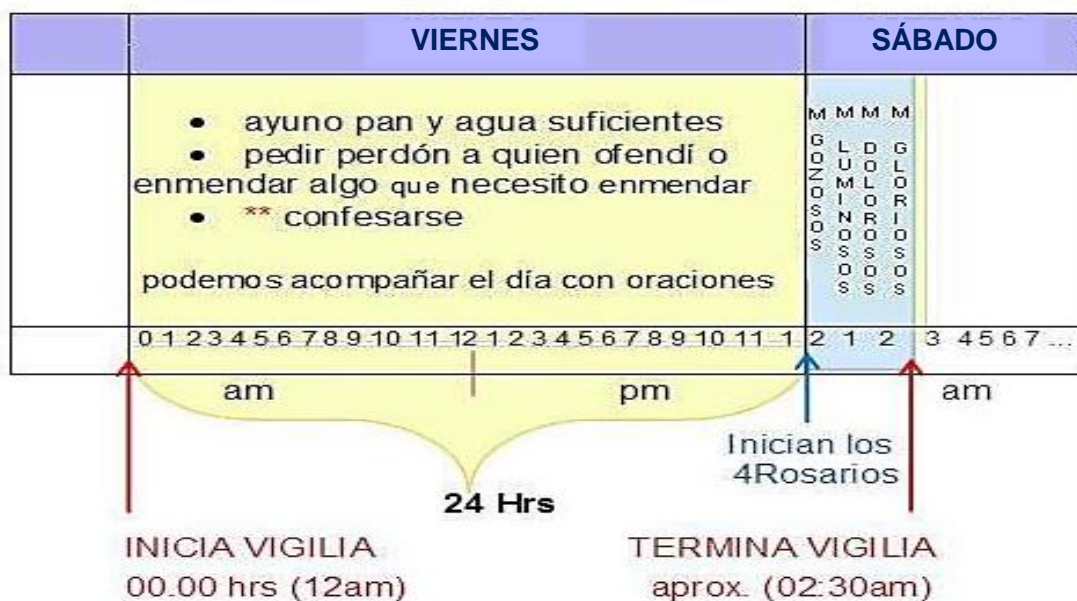 VIERNES
SÁBADO
• ayuno pan y agua suficientes
• pedir perdón a quien ofendí o
enmendar algo que necesito enmendar
• ** confesarse
podemos acompañar el día con oraciones
M GOZOSOS
M LUMINOSOS
M DOLOROSOS
M GLORIOSOS
0 1 2 3 4 5 6 7 8 9 10 11 12 1 2 3 4 5 6 7 8 9 10 11 12 1 2 3 4 5 6 7 ...
am
pm
am
Inician los
4Rosarios
24 Hrs
INICIA VIGILIA
00.00 hrs (12am)
TERMINA VIGILIA
aprox. (02:30am)